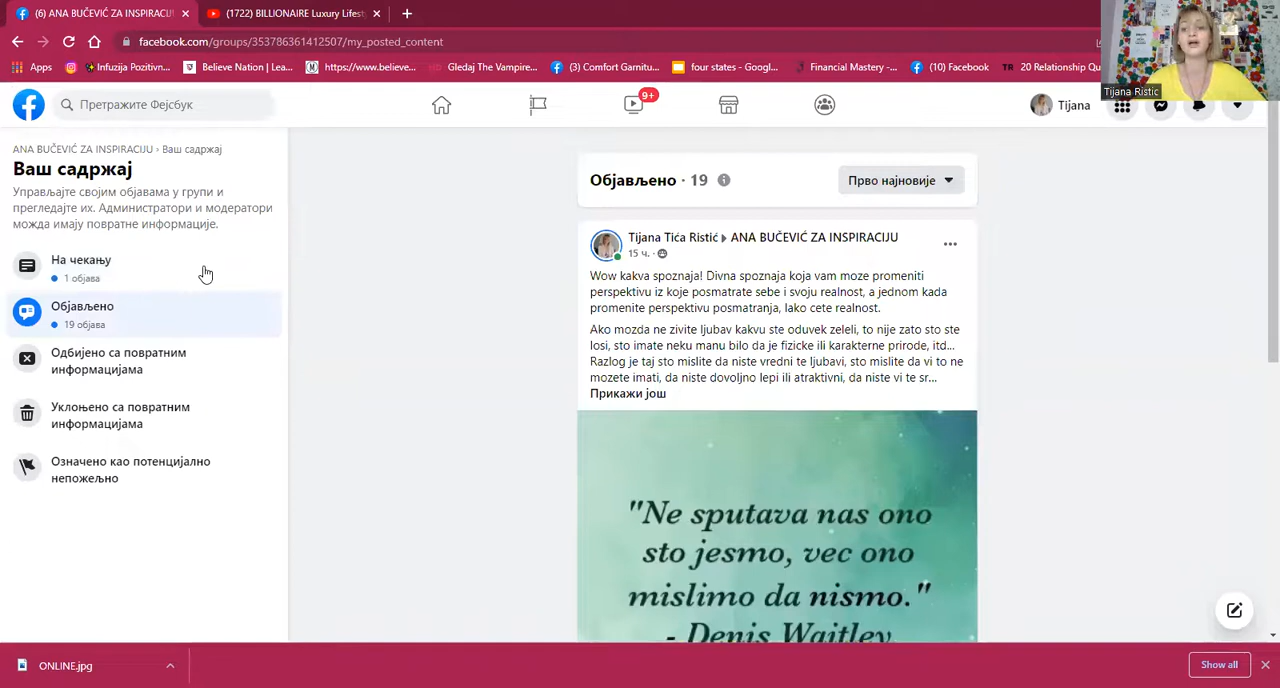 (6) ANA BUČEVIĆ ZA INSPIRACIJU
(1722) BILLIONAIRE Luxury Lifest
facebook.com/groups/353786361412507/my_posted_content
Apps
Infuzija Pozitivn...
Believe Nation | Lea...
https://www.believe...
Gledaj The Vampire...
(3) Comfort Garnitu...
four states - Googl...
Financial Mastery -...
(10) Facebook
TR
20 Relationship Qu
Tijana Ristic
Претражите Фејсбук
9+
Tijana
ANA BUČEVIĆ ZA INSPIRACIJU › Ваш садржај
Ваш садржај
Управљајте својим објавама у групи и
прегледајте их. Администратори и модератори
можда имају повратне информације.
На чекању
1 објава
Објављено
19 објава
Одбијено са повратним
информацијама
Уклоњено са повратним
информацијама
Означено као потенцијално
непожељно
Објављено · 19
Прво најновије
Tijana Tića Ristić ▸ ANA BUČEVIĆ ZA INSPIRACIJU
15 ч. ·
Wow kakva spoznaja! Divna spoznaja koja vam moze promeniti
perspektivu iz koje posmatrate sebe i svoju realnost, a jednom kada
promenite perspektivu posmatranja, lako cete realnost.
Ako mozda ne zivite ljubav kakvu ste oduvek zeleli, to nije zato sto ste
losi, sto imate neku manu bilo da je fizicke ili karakterne prirode, itd...
Razlog je taj sto mislite da niste vredni te ljubavi, sto mislite da vi to ne
mozete imati, da niste dovoljno lepi ili atraktivni, da niste vi te sr...
Прикажи још
"Ne sputava nas ono
sto jesmo, vec ono
mislimo da nismo."
- Denis Waitley
ONLINE.jpg
Show all